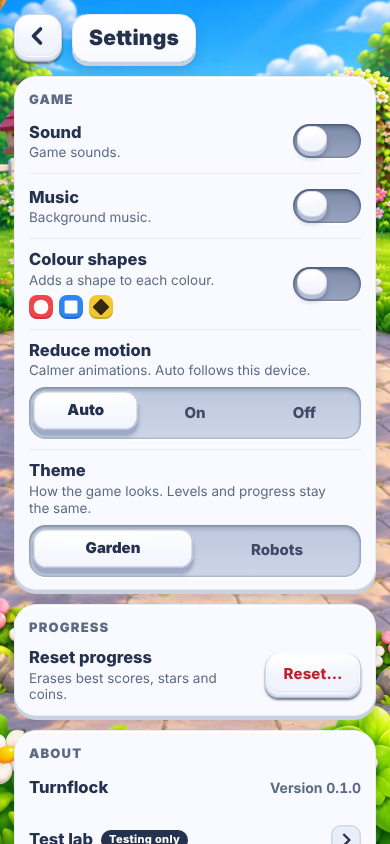 Settings
GAME
Sound
Game sounds.
Music
Background music.
Colour shapes
Adds a shape to each colour.
Reduce motion
Calmer animations. Auto follows this device.
Auto On Off
Theme
How the game looks. Levels and progress stay
the same.
Garden Robots
PROGRESS
Reset progress
Erases best scores, stars and
coins.
Reset...
ABOUT
Turnflock Version 0.1.0
Test lab Testing only